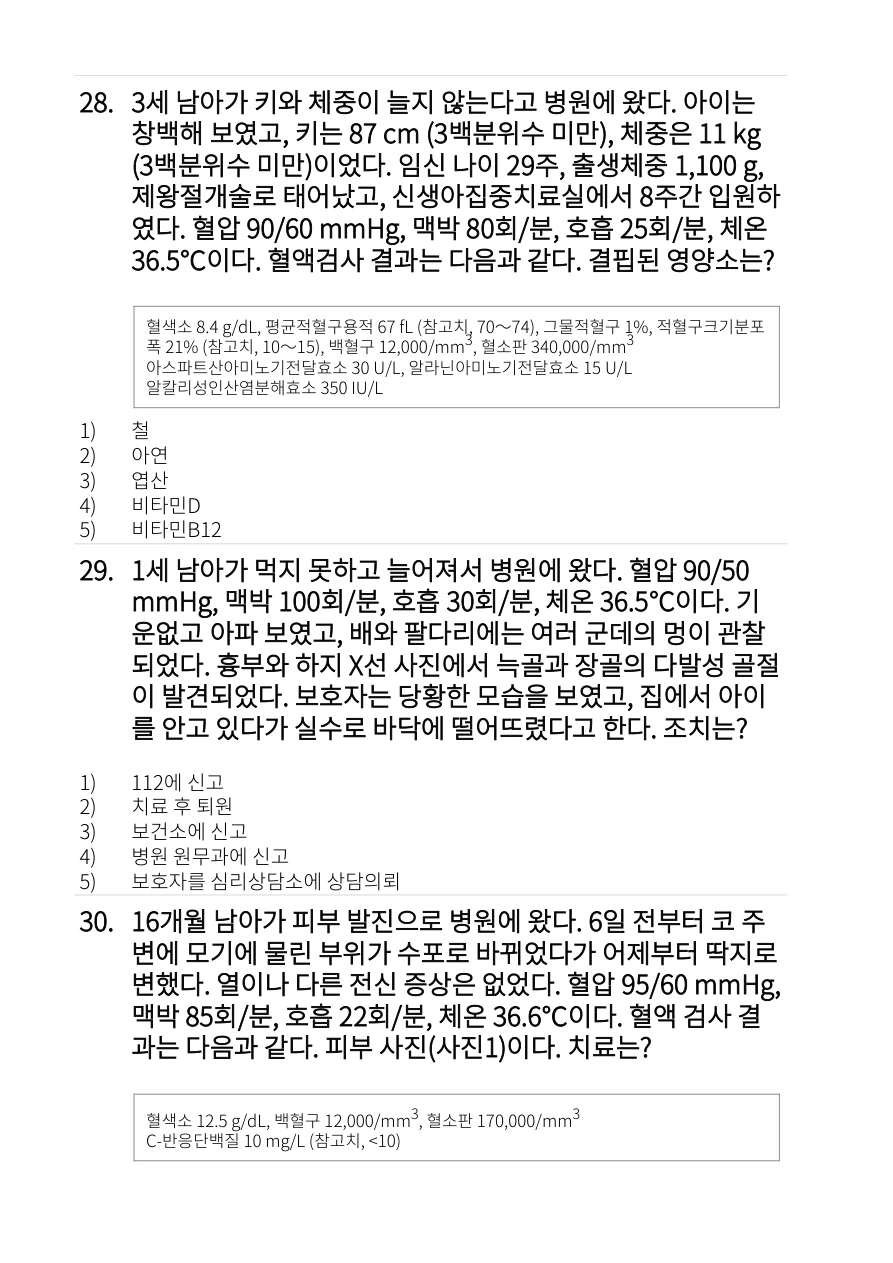 28. 3세 남아가 키와 체중이 늘지 않는다고 병원에 왔다. 아이는
창백해 보였고, 키는 87 cm (3백분위수 미만), 체중은 11 kg
(3백분위수 미만)이었다. 임신 나이 29주, 출생체중 1,100 g,
제왕절개술로 태어났고, 신생아집중치료실에서 8주간 입원하
였다. 혈압 90/60 mmHg, 맥박 80회/분, 호흡 25회/분, 체온
36.5℃이다. 혈액검사 결과는 다음과 같다. 결핍된 영양소는?
혈색소 8.4 g/dL, 평균적혈구용적 67 fL (참고치, 70～74), 그물적혈구 1%, 적혈구크기분포
폭 21% (참고치, 10～15), 백혈구 12,000/mm³, 혈소판 340,000/mm³
아스파트산아미노기전달효소 30 U/L, 알라닌아미노기전달효소 15 U/L
알칼리성인산염분해효소 350 IU/L
1) 철
2) 아연
3) 엽산
4) 비타민D
5) 비타민B12
29. 1세 남아가 먹지 못하고 늘어져서 병원에 왔다. 혈압 90/50
mmHg, 맥박 100회/분, 호흡 30회/분, 체온 36.5℃이다. 기
운없고 아파 보였고, 배와 팔다리에는 여러 군데의 멍이 관찰
되었다. 흉부와 하지 X선 사진에서 늑골과 장골의 다발성 골절
이 발견되었다. 보호자는 당황한 모습을 보였고, 집에서 아이
를 안고 있다가 실수로 바닥에 떨어뜨렸다고 한다. 조치는?
1) 112에 신고
2) 치료 후 퇴원
3) 보건소에 신고
4) 병원 원무과에 신고
5) 보호자를 심리상담소에 상담의뢰
30. 16개월 남아가 피부 발진으로 병원에 왔다. 6일 전부터 코 주
변에 모기에 물린 부위가 수포로 바뀌었다가 어제부터 딱지로
변했다. 열이나 다른 전신 증상은 없었다. 혈압 95/60 mmHg,
맥박 85회/분, 호흡 22회/분, 체온 36.6℃이다. 혈액 검사 결
과는 다음과 같다. 피부 사진(사진1)이다. 치료는?
혈색소 12.5 g/dL, 백혈구 12,000/mm³, 혈소판 170,000/mm³
C-반응단백질 10 mg/L (참고치, <10)